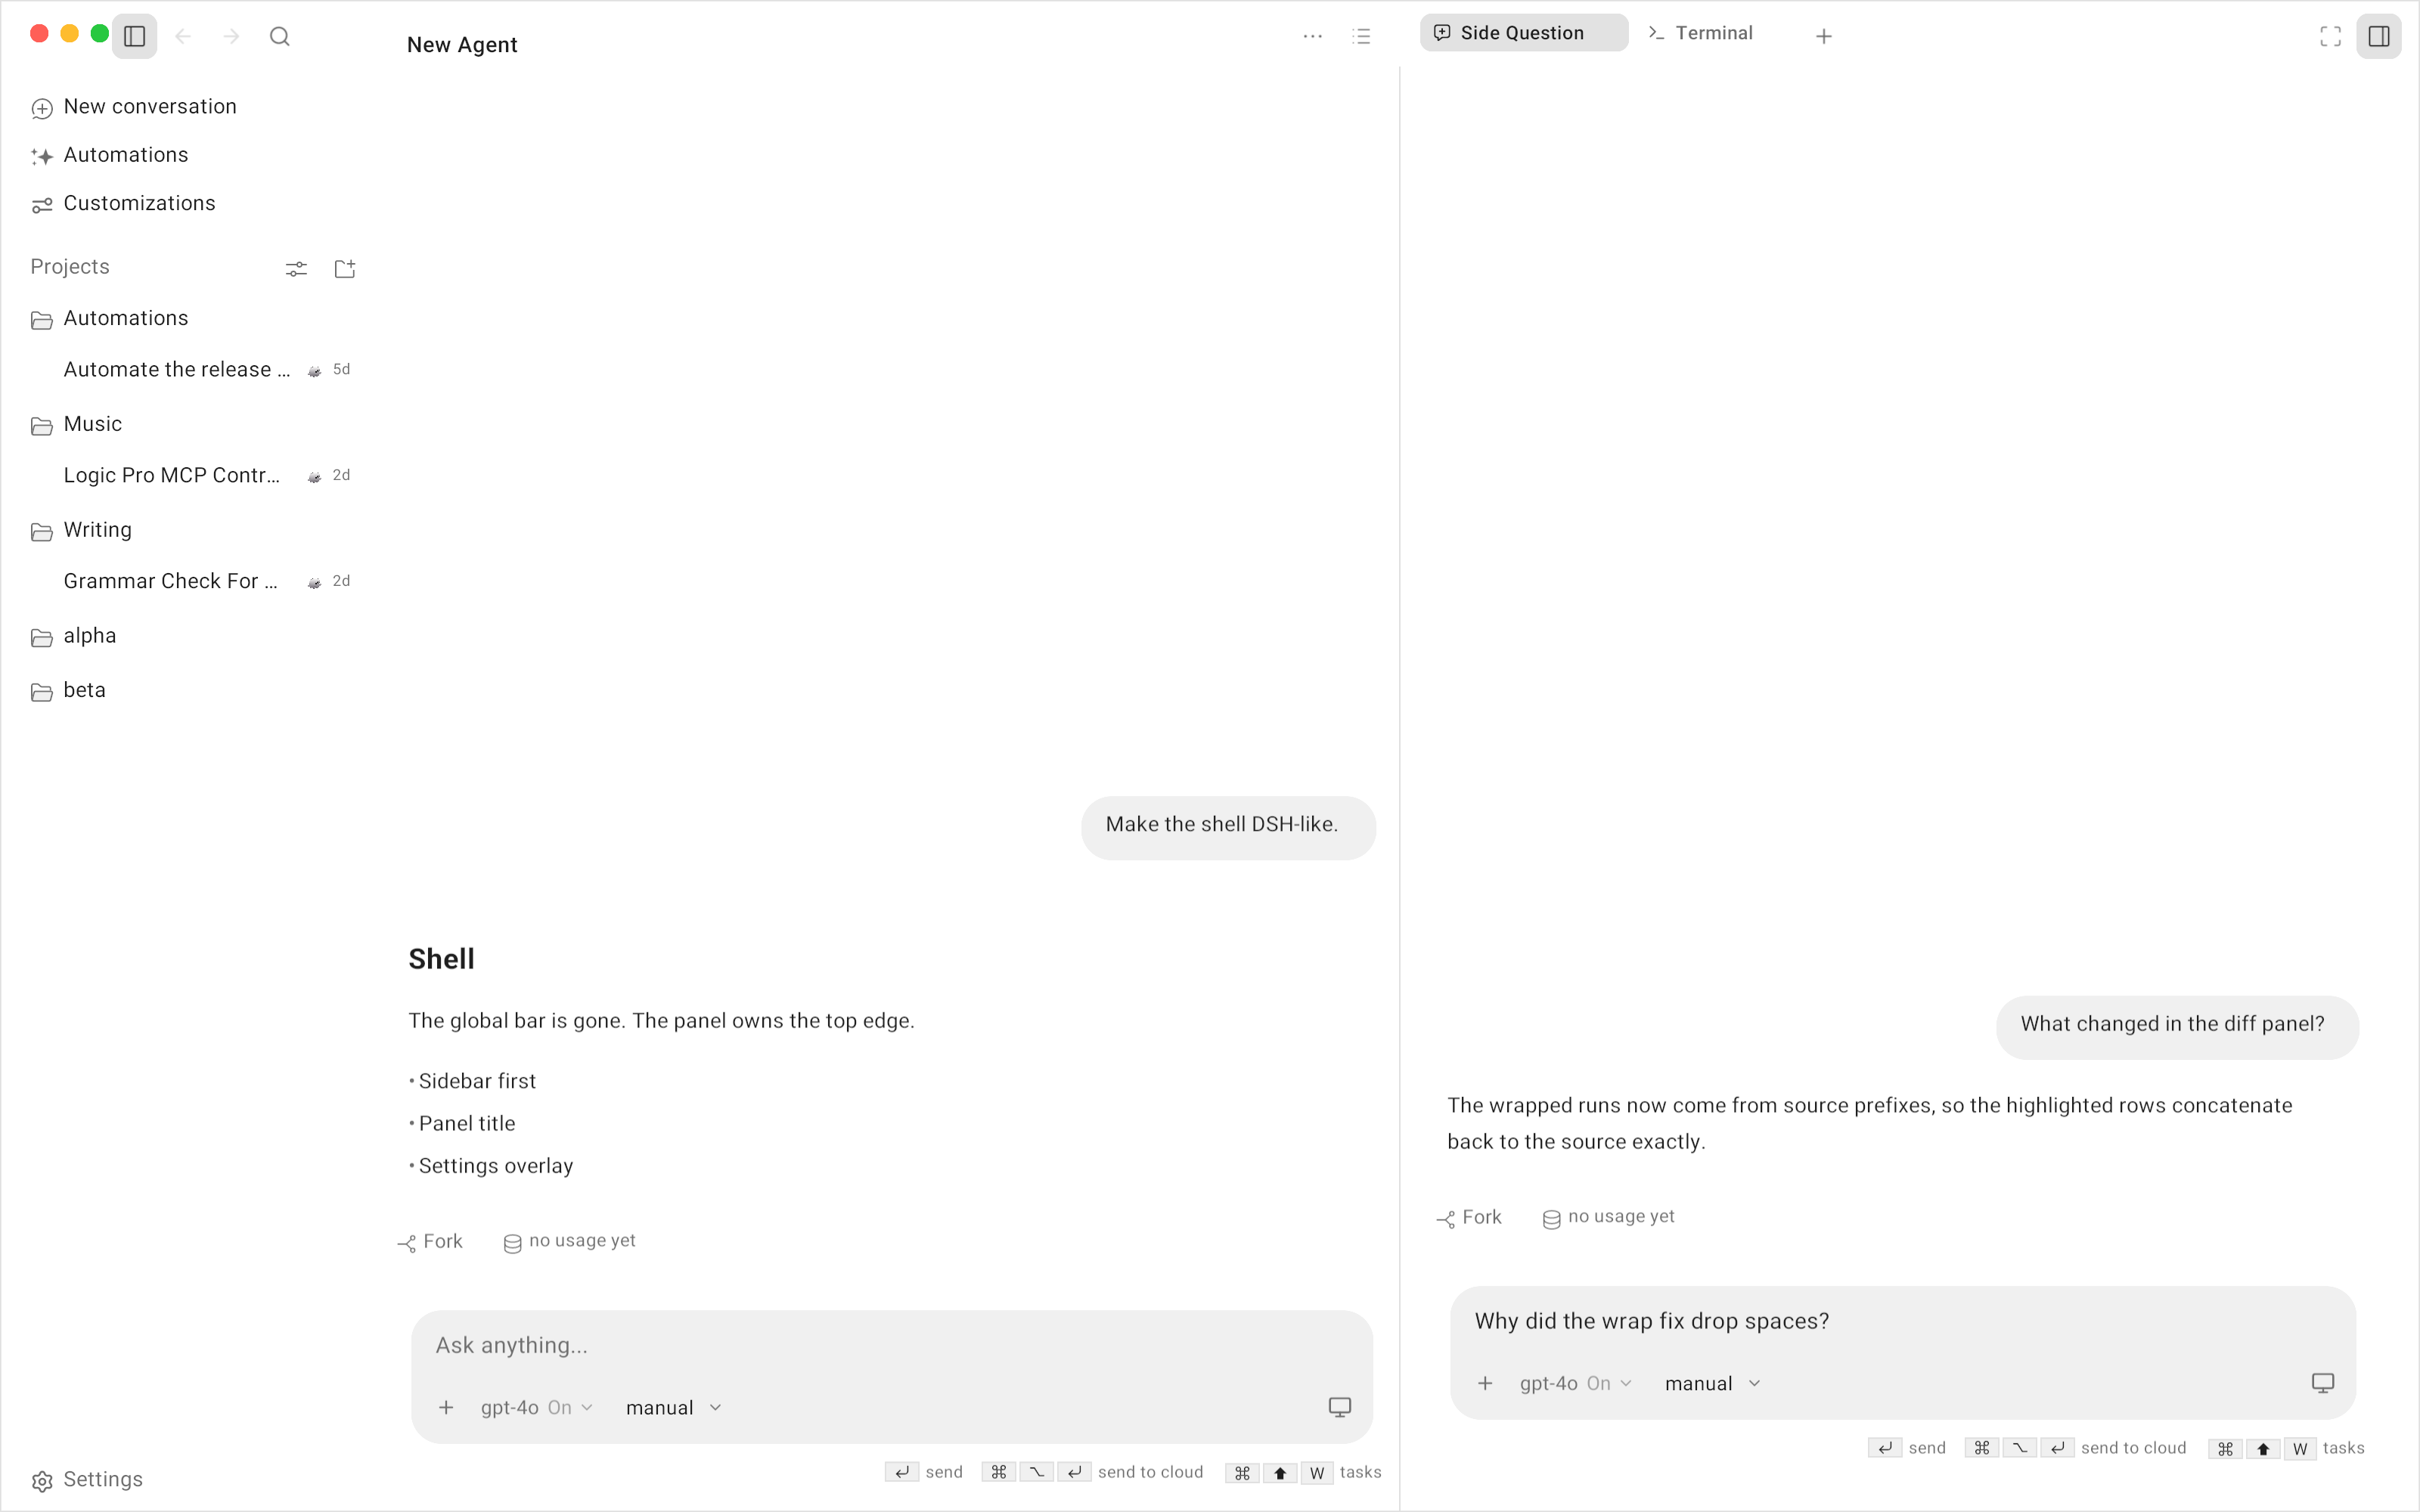 New Agent
Side Question
Terminal
New conversation
Automations
Customizations
Projects
Automations
Automate the release ... 5d
Music
Logic Pro MCP Contr... 2d
Writing
Grammar Check For ... 2d
alpha
beta
Settings
Make the shell DSH-like.
Shell
The global bar is gone. The panel owns the top edge.
• Sidebar first
• Panel title
• Settings overlay
Fork no usage yet
Ask anything...
+ gpt-4o On manual
↵ send ⌘ ⌥ ↵ send to cloud ⌘ ⬆ W tasks
What changed in the diff panel?
The wrapped runs now come from source prefixes, so the highlighted rows concatenate
back to the source exactly.
Fork no usage yet
Why did the wrap fix drop spaces?
+ gpt-4o On manual
↵ send ⌘ ⌥ ↵ send to cloud ⌘ ⬆ W tasks